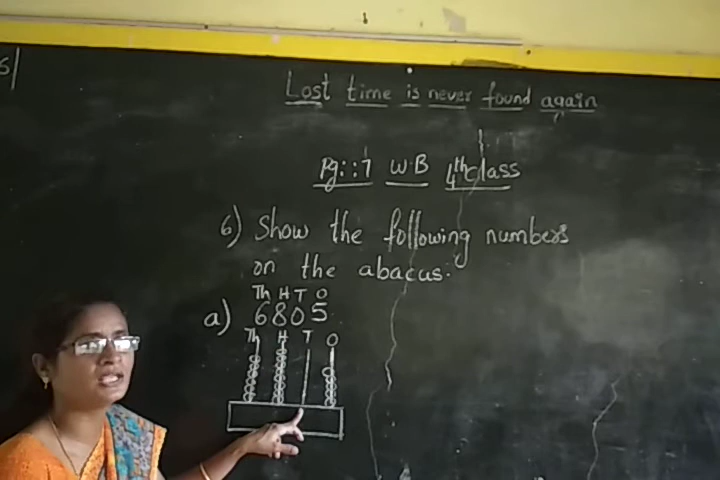 Lost time is never found again
Pg::7 W.B 4th class
6) Show the following numbers
on the abacus:
Th H T O
a) 6805
Th H T O